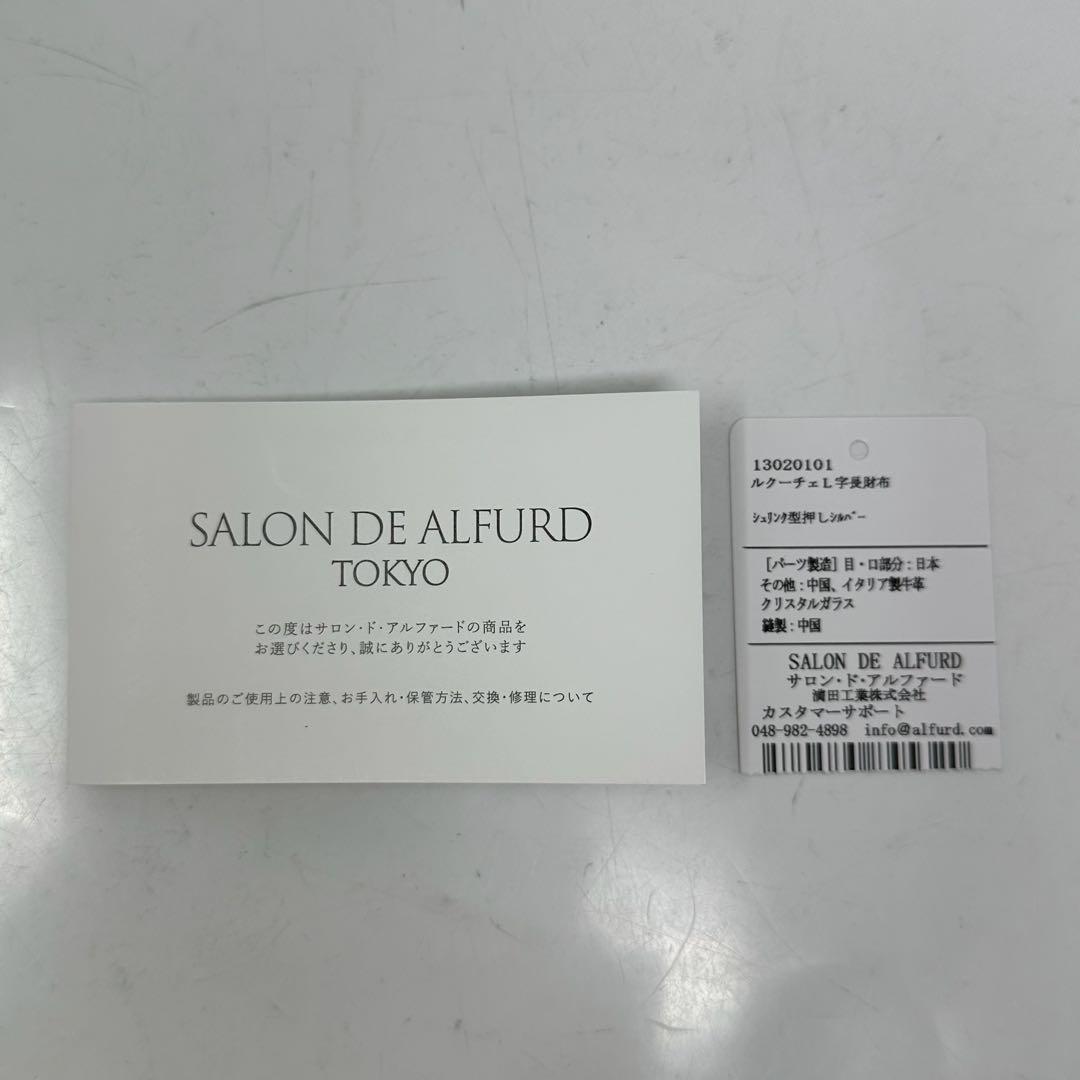 SALON DE ALFURD
TOKYO
この度はサロン・ド・アルファードの商品を
お選びくださり、誠にありがとうございます
製品のご使用上の注意、お手入れ・保管方法、交換・修理について
13020101
ルクーチェL字長財布
ｼｭﾘﾝｸ型押しｼﾙﾊﾞｰ
[パーツ製造]目・口部分：日本
その他：中国、イタリア製牛革
クリスタルガラス
縫製：中国
SALON DE ALFURD
サロン・ド・アルファード
濱田工業株式会社
カスタマーサポート
048-982-4898 info@alfurd.com